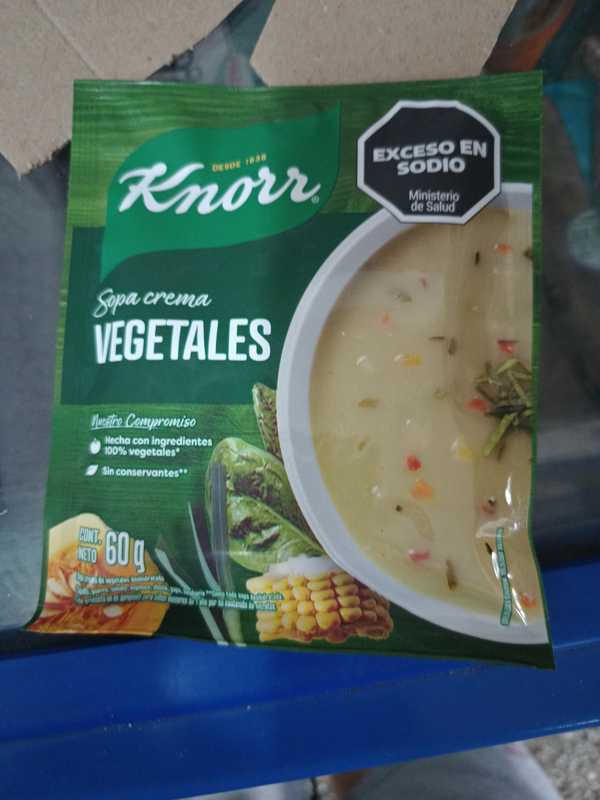 DESDE 1838
Knorr®
EXCESO EN
SODIO
Ministerio
de Salud
Sopa crema
VEGETALES
Nuestro Compromiso
Hecha con ingredientes
100% vegetales*
Sin conservantes**
CONT.
NETO 60 g